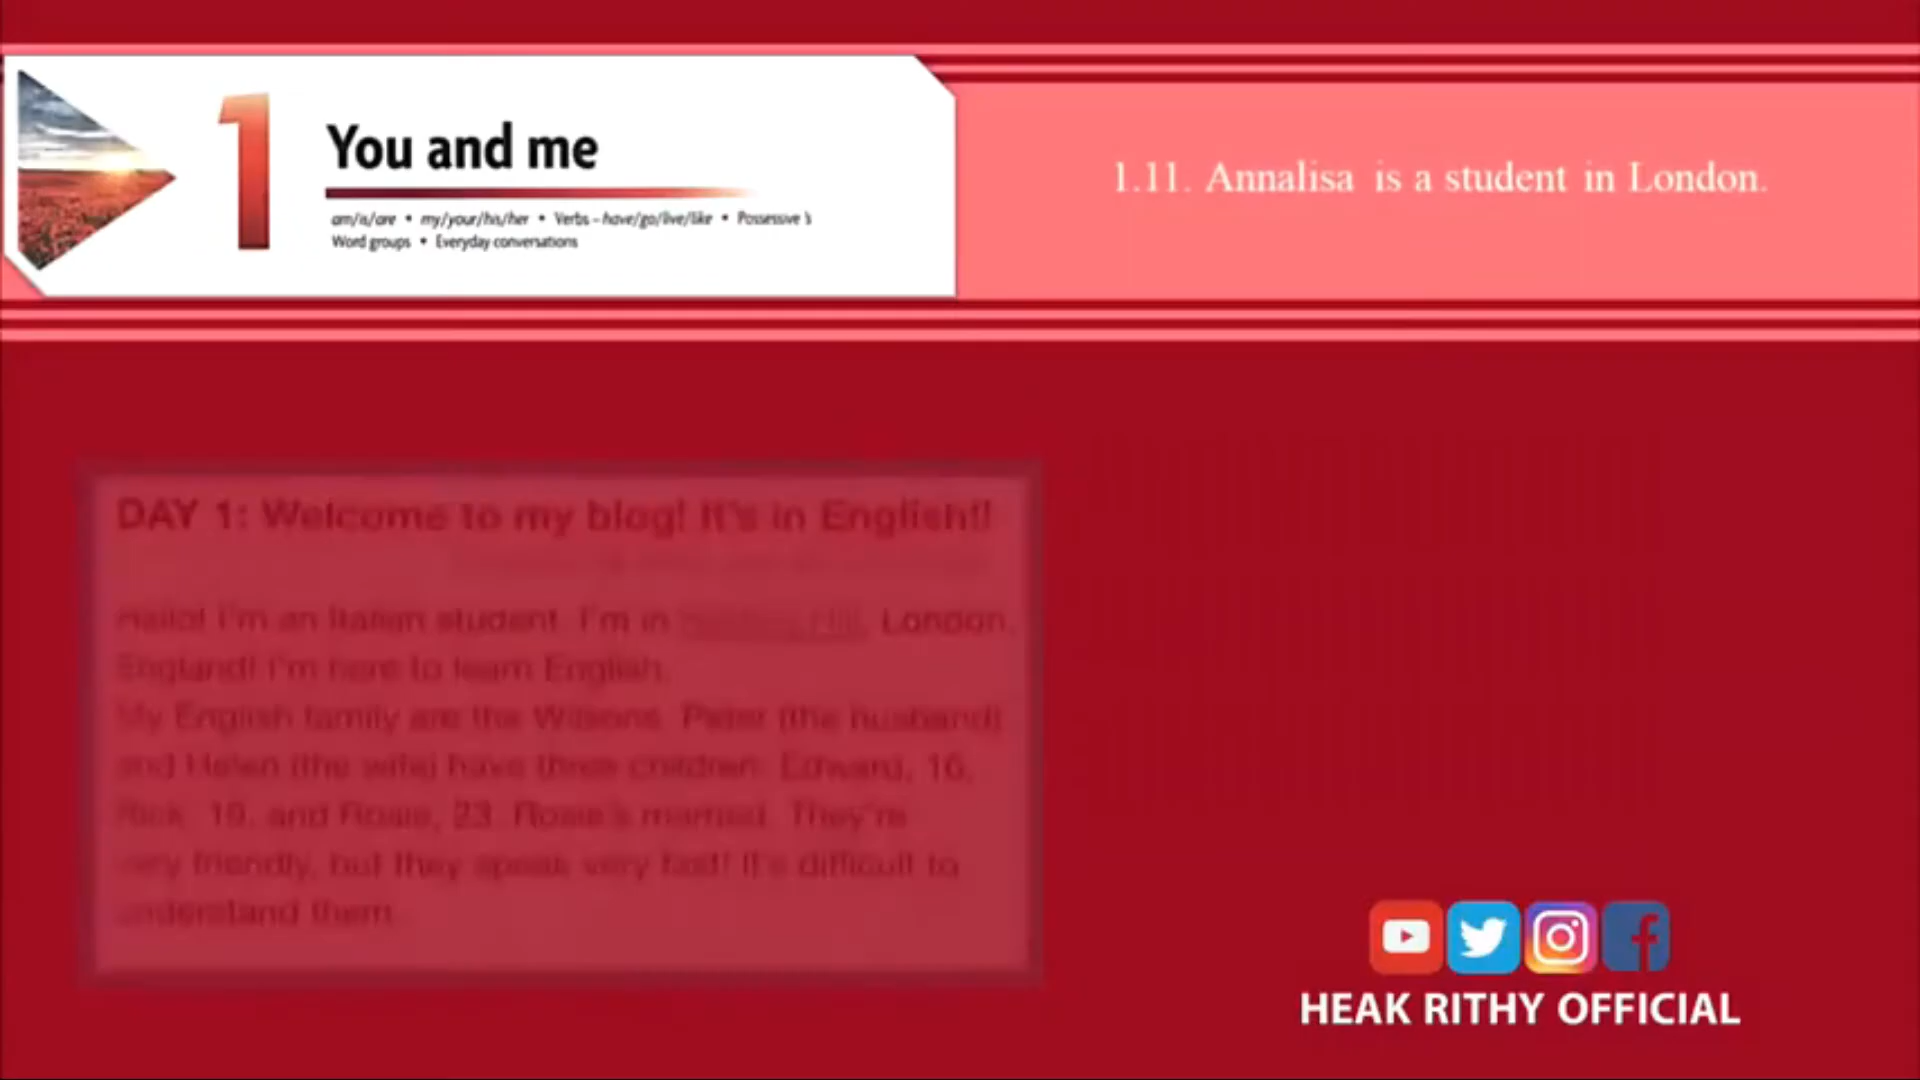 1
You and me
am/is/are • my/your/his/her • Verbs – have/go/live/like • Possessive 's
Word groups • Everyday conversations
1.11. Annalisa is a student in London.
DAY 1: Welcome to my blog! It's in English!!
Hello! I'm an Italian student. I'm in Notting Hill, London,
England! I'm here to learn English.
My English family are the Wilsons. Peter (the husband)
and Helen (the wife) have three children: Edward, 16,
Rick, 19, and Rosie, 23. Rosie's married. They're
very friendly, but they speak very fast! It's difficult to
understand them.
HEAK RITHY OFFICIAL